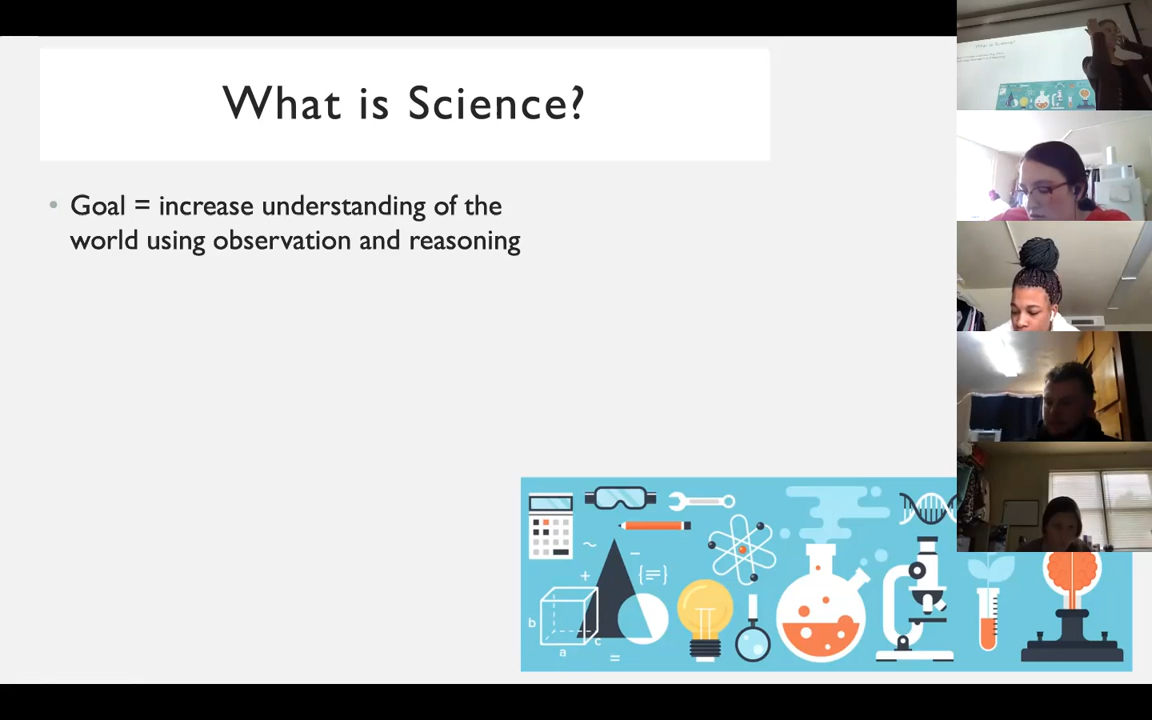 What is Science?
• Goal = increase understanding of the
world using observation and reasoning
b
a
c
+
~
−
{=}
=